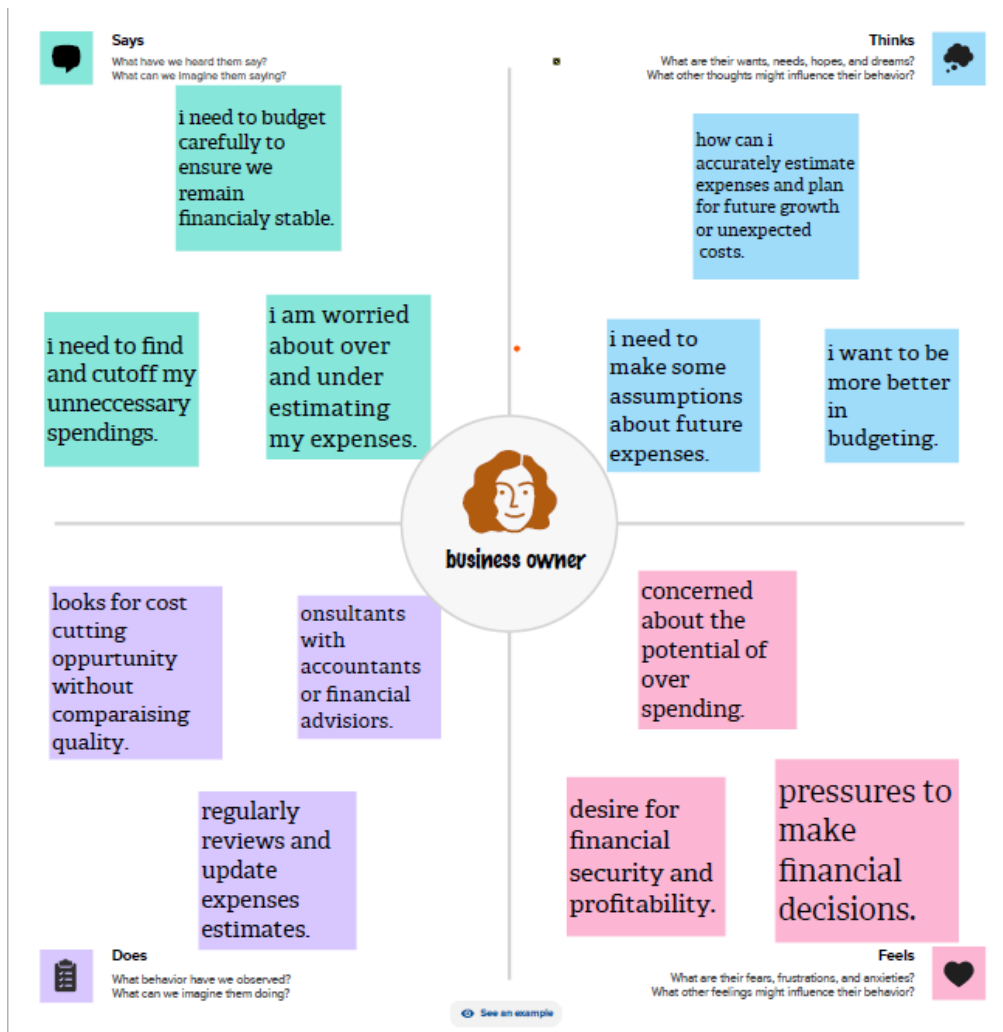 Says
What have we heard them say?
What can we imagine them saying?
i need to budget
carefully to
ensure we
remain
financialy stable.
i need to find
and cutoff my
unneccessary
spendings.
i am worried
about over
and under
estimating
my expenses.
Thinks
What are their wants, needs, hopes, and dreams?
What other thoughts might influence their behavior?
how can i
accurately estimate
expenses and plan
for future growth
or unexpected
costs.
i need to
make some
assumptions
about future
expenses.
i want to be
more better
in
budgeting.
business owner
looks for cost
cutting
oppurtunity
without
comparaising
quality.
onsultants
with
accountants
or financial
advisiors.
regularly
reviews and
update
expenses
estimates.
Does
What behavior have we observed?
What can we imagine them doing?
concerned
about the
potential of
over
spending.
desire for
financial
security and
profitability.
pressures to
make
financial
decisions.
Feels
What are their fears, frustrations, and anxieties?
What other feelings might influence their behavior?
See an example